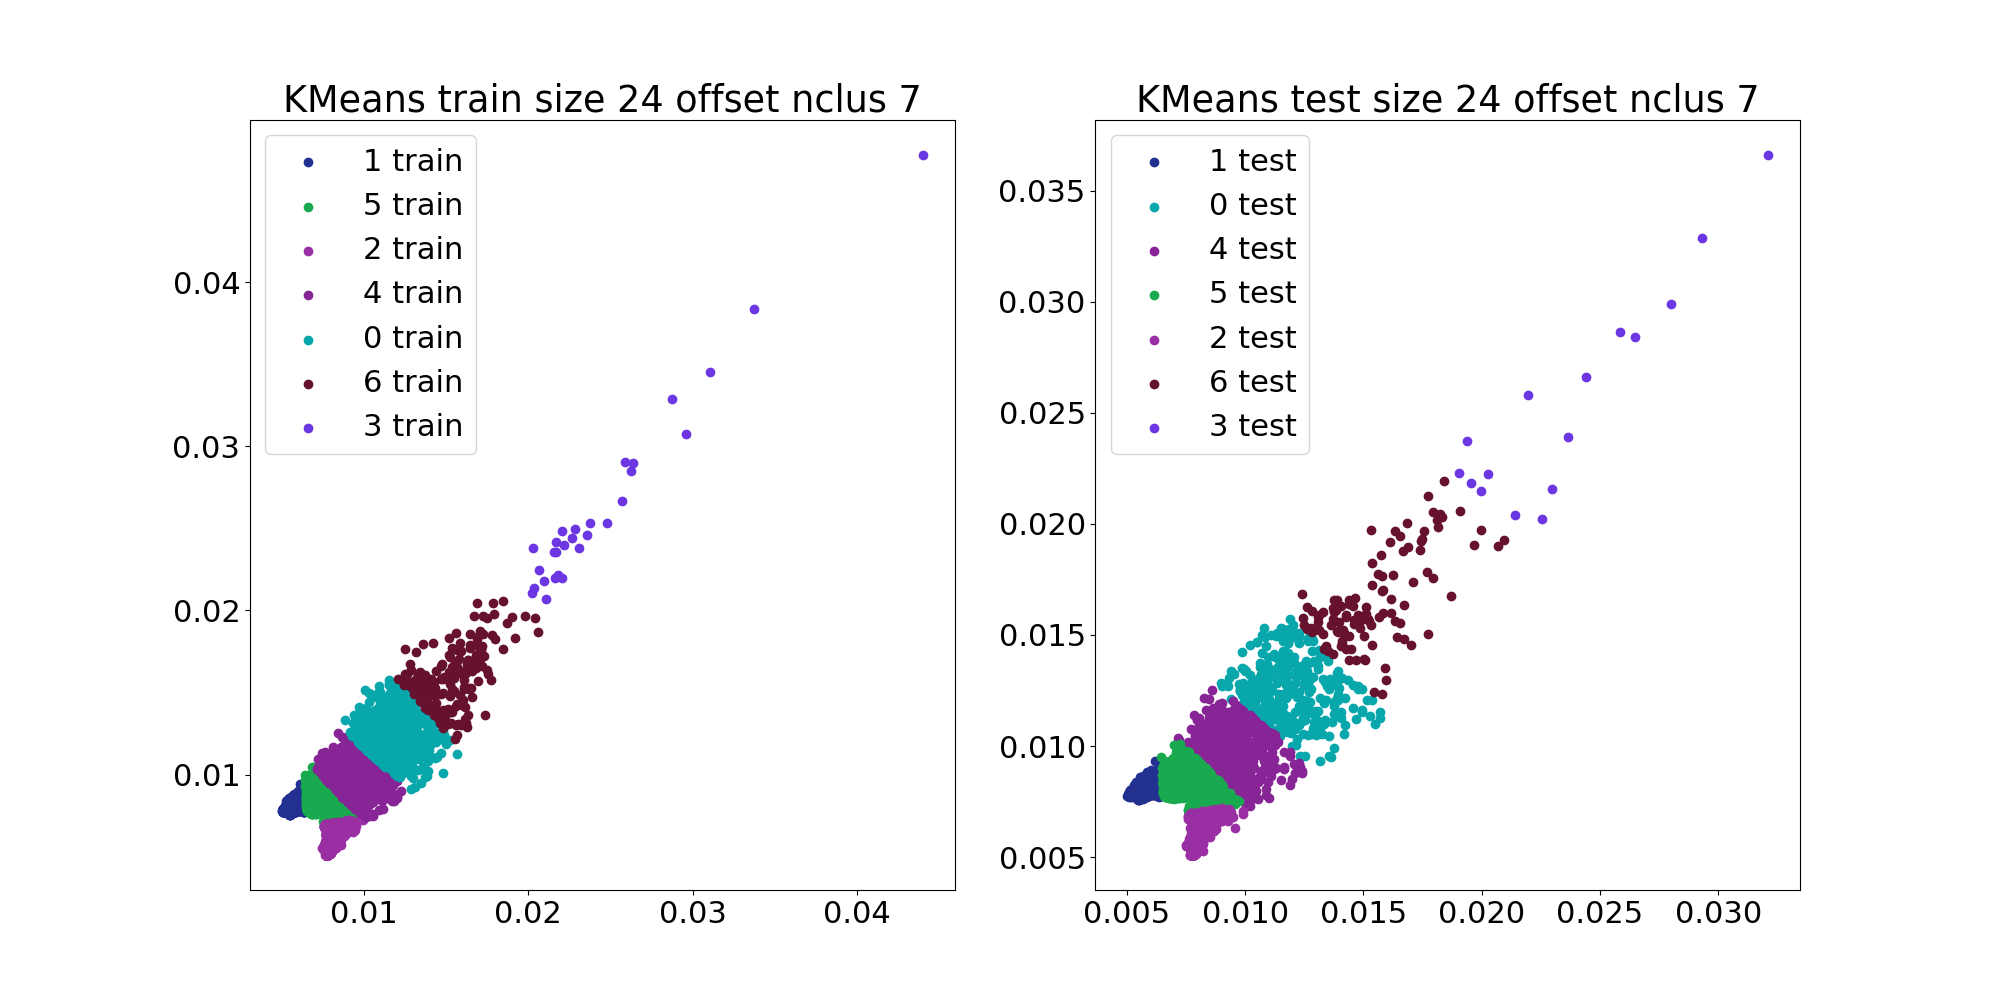 KMeans train size 24 offset nclus 7
1 train
5 train
2 train
4 train
0 train
6 train
3 train
0.04
0.03
0.02
0.01
0.01 0.02 0.03 0.04
KMeans test size 24 offset nclus 7
1 test
0 test
4 test
5 test
2 test
6 test
3 test
0.035
0.030
0.025
0.020
0.015
0.010
0.005
0.005 0.010 0.015 0.020 0.025 0.030